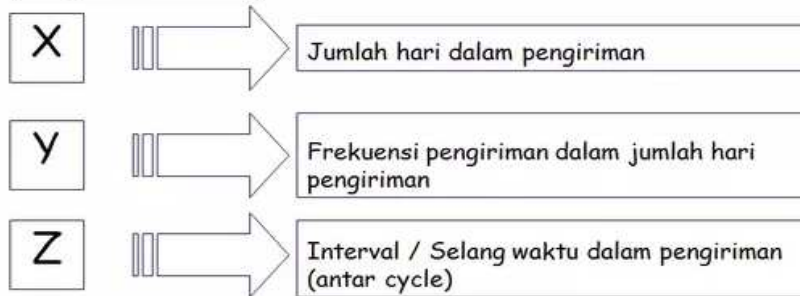 X
Jumlah hari dalam pengiriman
Y
Frekuensi pengiriman dalam jumlah hari
pengiriman
Z
Interval / Selang waktu dalam pengiriman
(antar cycle)